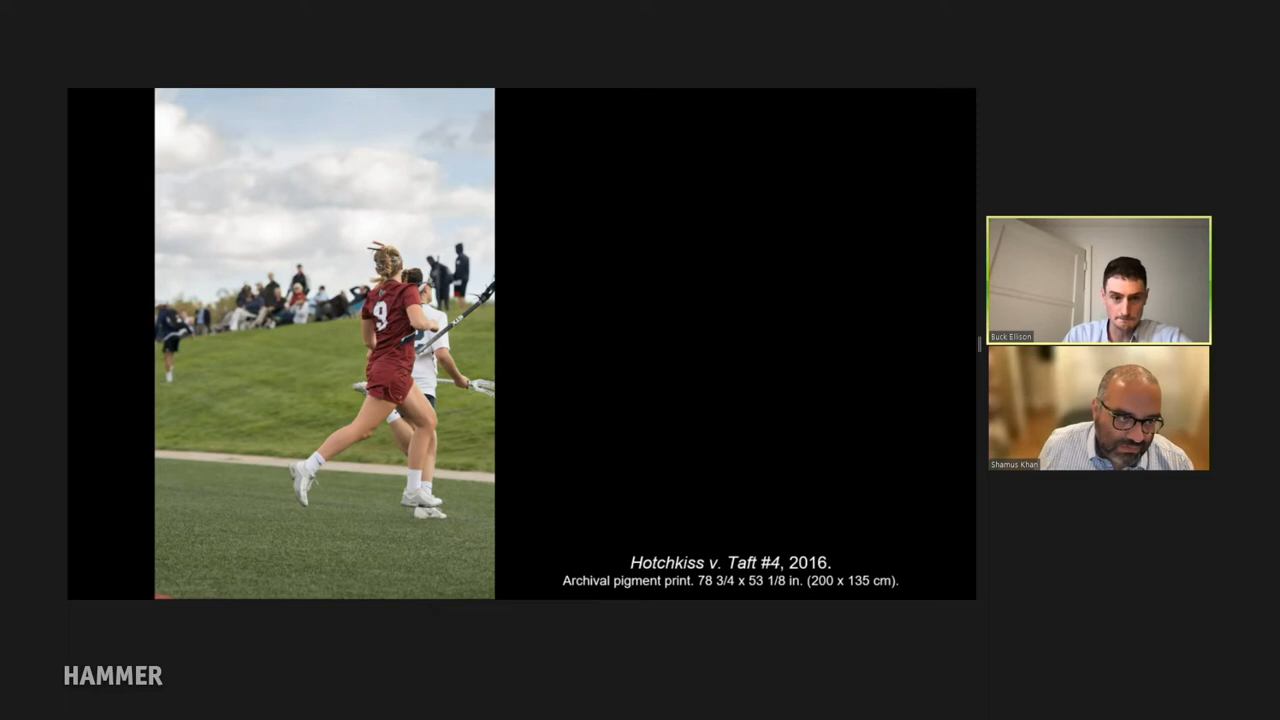 9
Buck Ellison
Shamus Khan
Hotchkiss v. Taft #4, 2016.
Archival pigment print. 78 3/4 x 53 1/8 in. (200 x 135 cm).
HAMMER